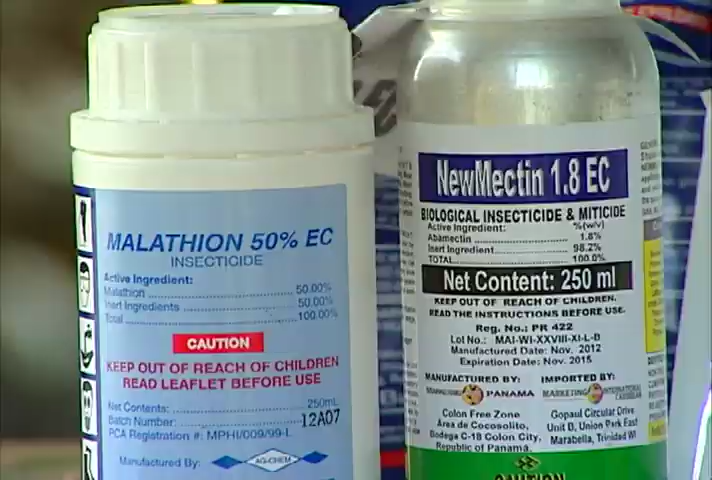 MALATHION 50% EC
INSECTICIDE
Active Ingredient:
Malathion ........ 50.00%
Inert Ingredients ........ 50.00%
Total ........ 100.00%
CAUTION
KEEP OUT OF REACH OF CHILDREN
READ LEAFLET BEFORE USE
Net Contents: 250mL
Batch Number: 12A07
PCA Registration #: MPHI/009/99-L
Manufactured By: AG-CHEM
NewMectin 1.8 EC
BIOLOGICAL INSECTICIDE & MITICIDE
Active Ingredient: %(w/v)
Abamectin ........ 1.8%
Inert Ingredient ........ 98.2%
TOTAL ........ 100.0%
Net Content: 250 ml
KEEP OUT OF REACH OF CHILDREN.
READ THE INSTRUCTIONS BEFORE USE.
Reg. No.: PR 422
Lot No.: MAI-WI-XXVIII-XI-L-B
Manufactured Date: Nov. 2012
Expiration Date: Nov. 2015
MANUFACTURED BY:
MARKETING PANAMA
Colon Free Zone
Area de Cocosolito,
Bodega C-18 Colon City,
Republic of Panama.
IMPORTED BY:
MARKETING INTERNATIONAL
CARIBBEAN
Gopaul Circular Drive
Unit D, Union Park East
Marabella, Trinidad WI
CAUTION